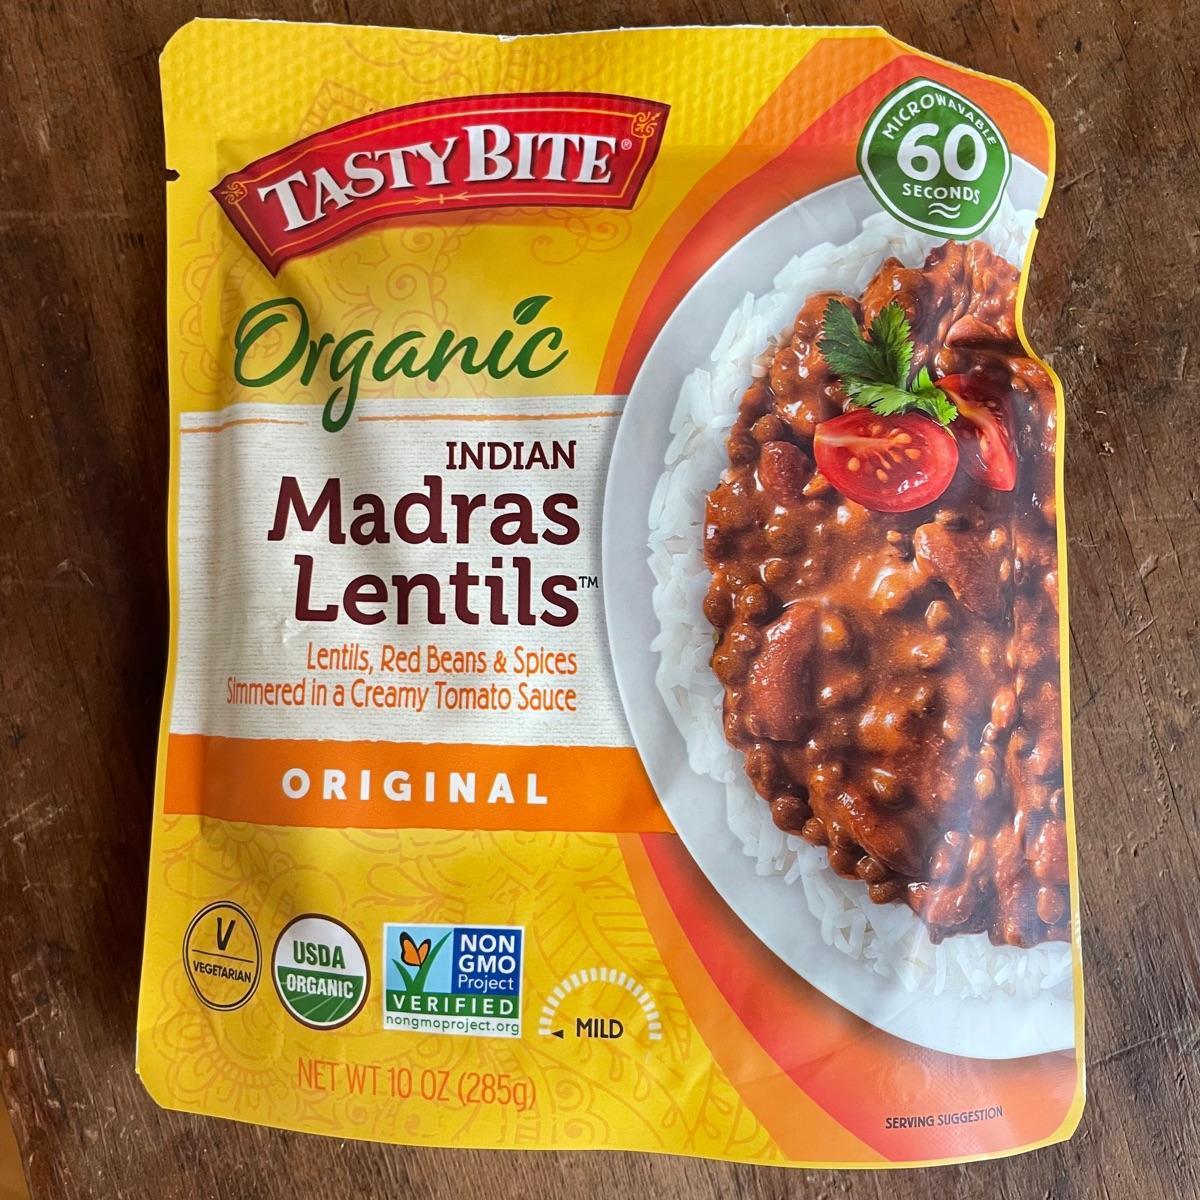 TASTY BITE®
MICROWAVABLE
60
SECONDS
Organic
INDIAN
Madras
Lentils™
Lentils, Red Beans & Spices
Simmered in a Creamy Tomato Sauce
ORIGINAL
V
VEGETARIAN
USDA
ORGANIC
NON
GMO
Project
VERIFIED
nongmoproject.org
MILD
NET WT 10 OZ (285g)
SERVING SUGGESTION